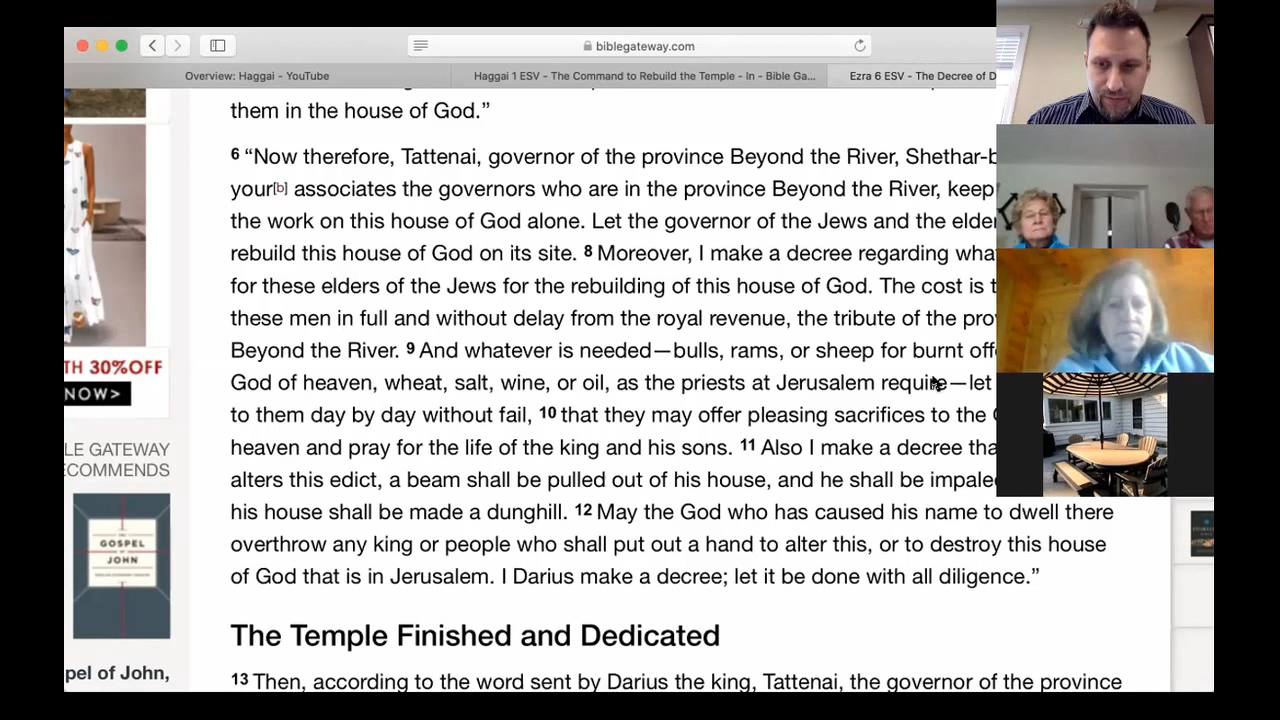 biblegateway.com
Overview: Haggai - YouTube
Haggai 1 ESV - The Command to Rebuild the Temple - In - Bible Ga...
Ezra 6 ESV - The Decree of D
them in the house of God.”
6 “Now therefore, Tattenai, governor of the province Beyond the River, Shethar-b
your[b] associates the governors who are in the province Beyond the River, keep
the work on this house of God alone. Let the governor of the Jews and the elde
rebuild this house of God on its site. 8 Moreover, I make a decree regarding wha
for these elders of the Jews for the rebuilding of this house of God. The cost is t
these men in full and without delay from the royal revenue, the tribute of the pro
Beyond the River. 9 And whatever is needed—bulls, rams, or sheep for burnt off
God of heaven, wheat, salt, wine, or oil, as the priests at Jerusalem require—let
to them day by day without fail, 10 that they may offer pleasing sacrifices to the
heaven and pray for the life of the king and his sons. 11 Also I make a decree tha
alters this edict, a beam shall be pulled out of his house, and he shall be impale
his house shall be made a dunghill. 12 May the God who has caused his name to dwell there
overthrow any king or people who shall put out a hand to alter this, or to destroy this house
of God that is in Jerusalem. I Darius make a decree; let it be done with all diligence.”
The Temple Finished and Dedicated
13 Then, according to the word sent by Darius the king, Tattenai, the governor of the province
TH 30%OFF
NOW>
LE GATEWAY
ECOMMENDS
THE
GOSPEL
OF
JOHN
pel of John,